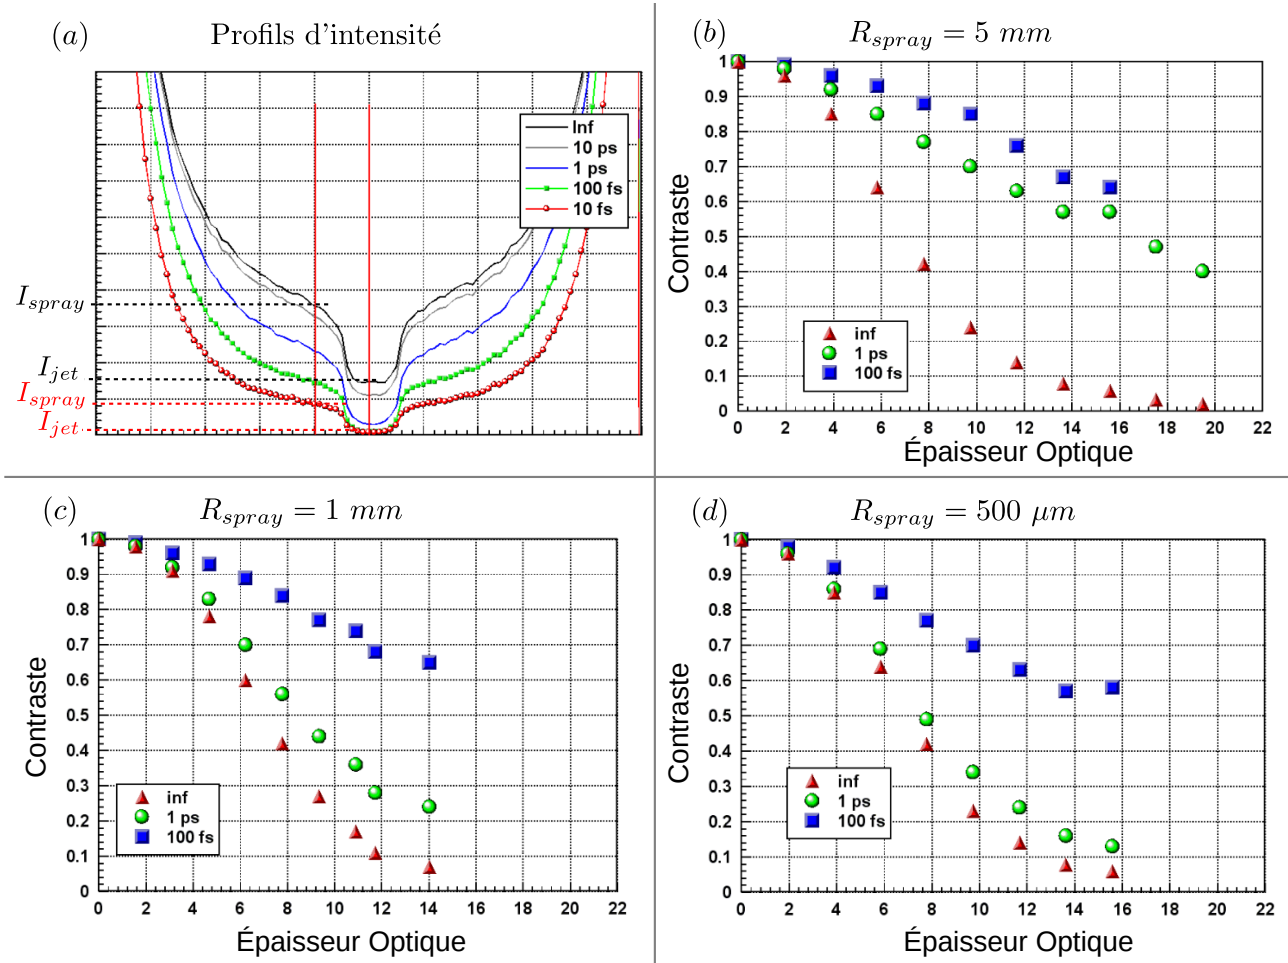 (a) Profils d'intensité
Inf
10 ps
1 ps
100 fs
10 fs
I_spray
I_jet
I_spray
I_jet
(b) R_spray = 5 mm
1
0.9
0.8
0.7
0.6
0.5
0.4
0.3
0.2
0.1
0
Contraste
inf
1 ps
100 fs
0 2 4 6 8 10 12 14 16 18 20 22
Épaisseur Optique
(c) R_spray = 1 mm
1
0.9
0.8
0.7
0.6
0.5
0.4
0.3
0.2
0.1
0
Contraste
inf
1 ps
100 fs
0 2 4 6 8 10 12 14 16 18 20 22
Épaisseur Optique
(d) R_spray = 500 μm
1
0.9
0.8
0.7
0.6
0.5
0.4
0.3
0.2
0.1
0
Contraste
inf
1 ps
100 fs
0 2 4 6 8 10 12 14 16 18 20 22
Épaisseur Optique